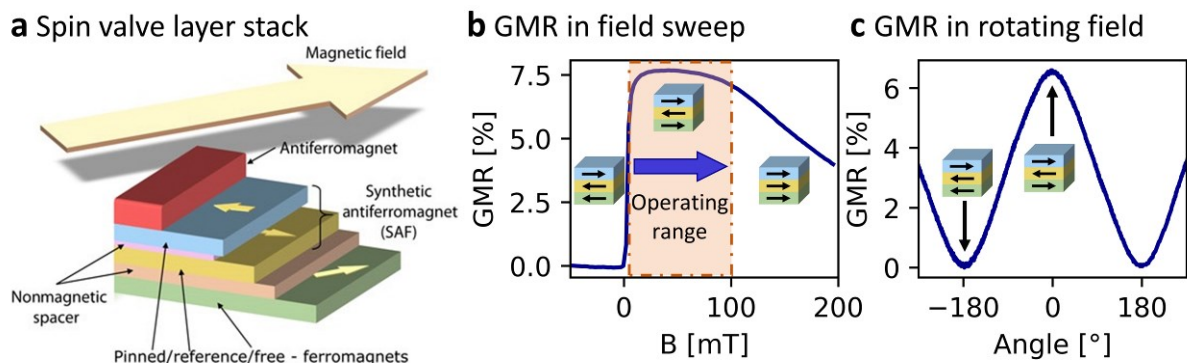 a Spin valve layer stack
Magnetic field
Antiferromagnet
Synthetic
antiferromagnet
(SAF)
Nonmagnetic
spacer
Pinned/reference/free - ferromagnets
b GMR in field sweep
GMR [%]
7.5
5.0
2.5
0.0
Operating
range
0
100
200
B [mT]
c GMR in rotating field
GMR [%]
6
4
2
0
−180
0
180
Angle [°]